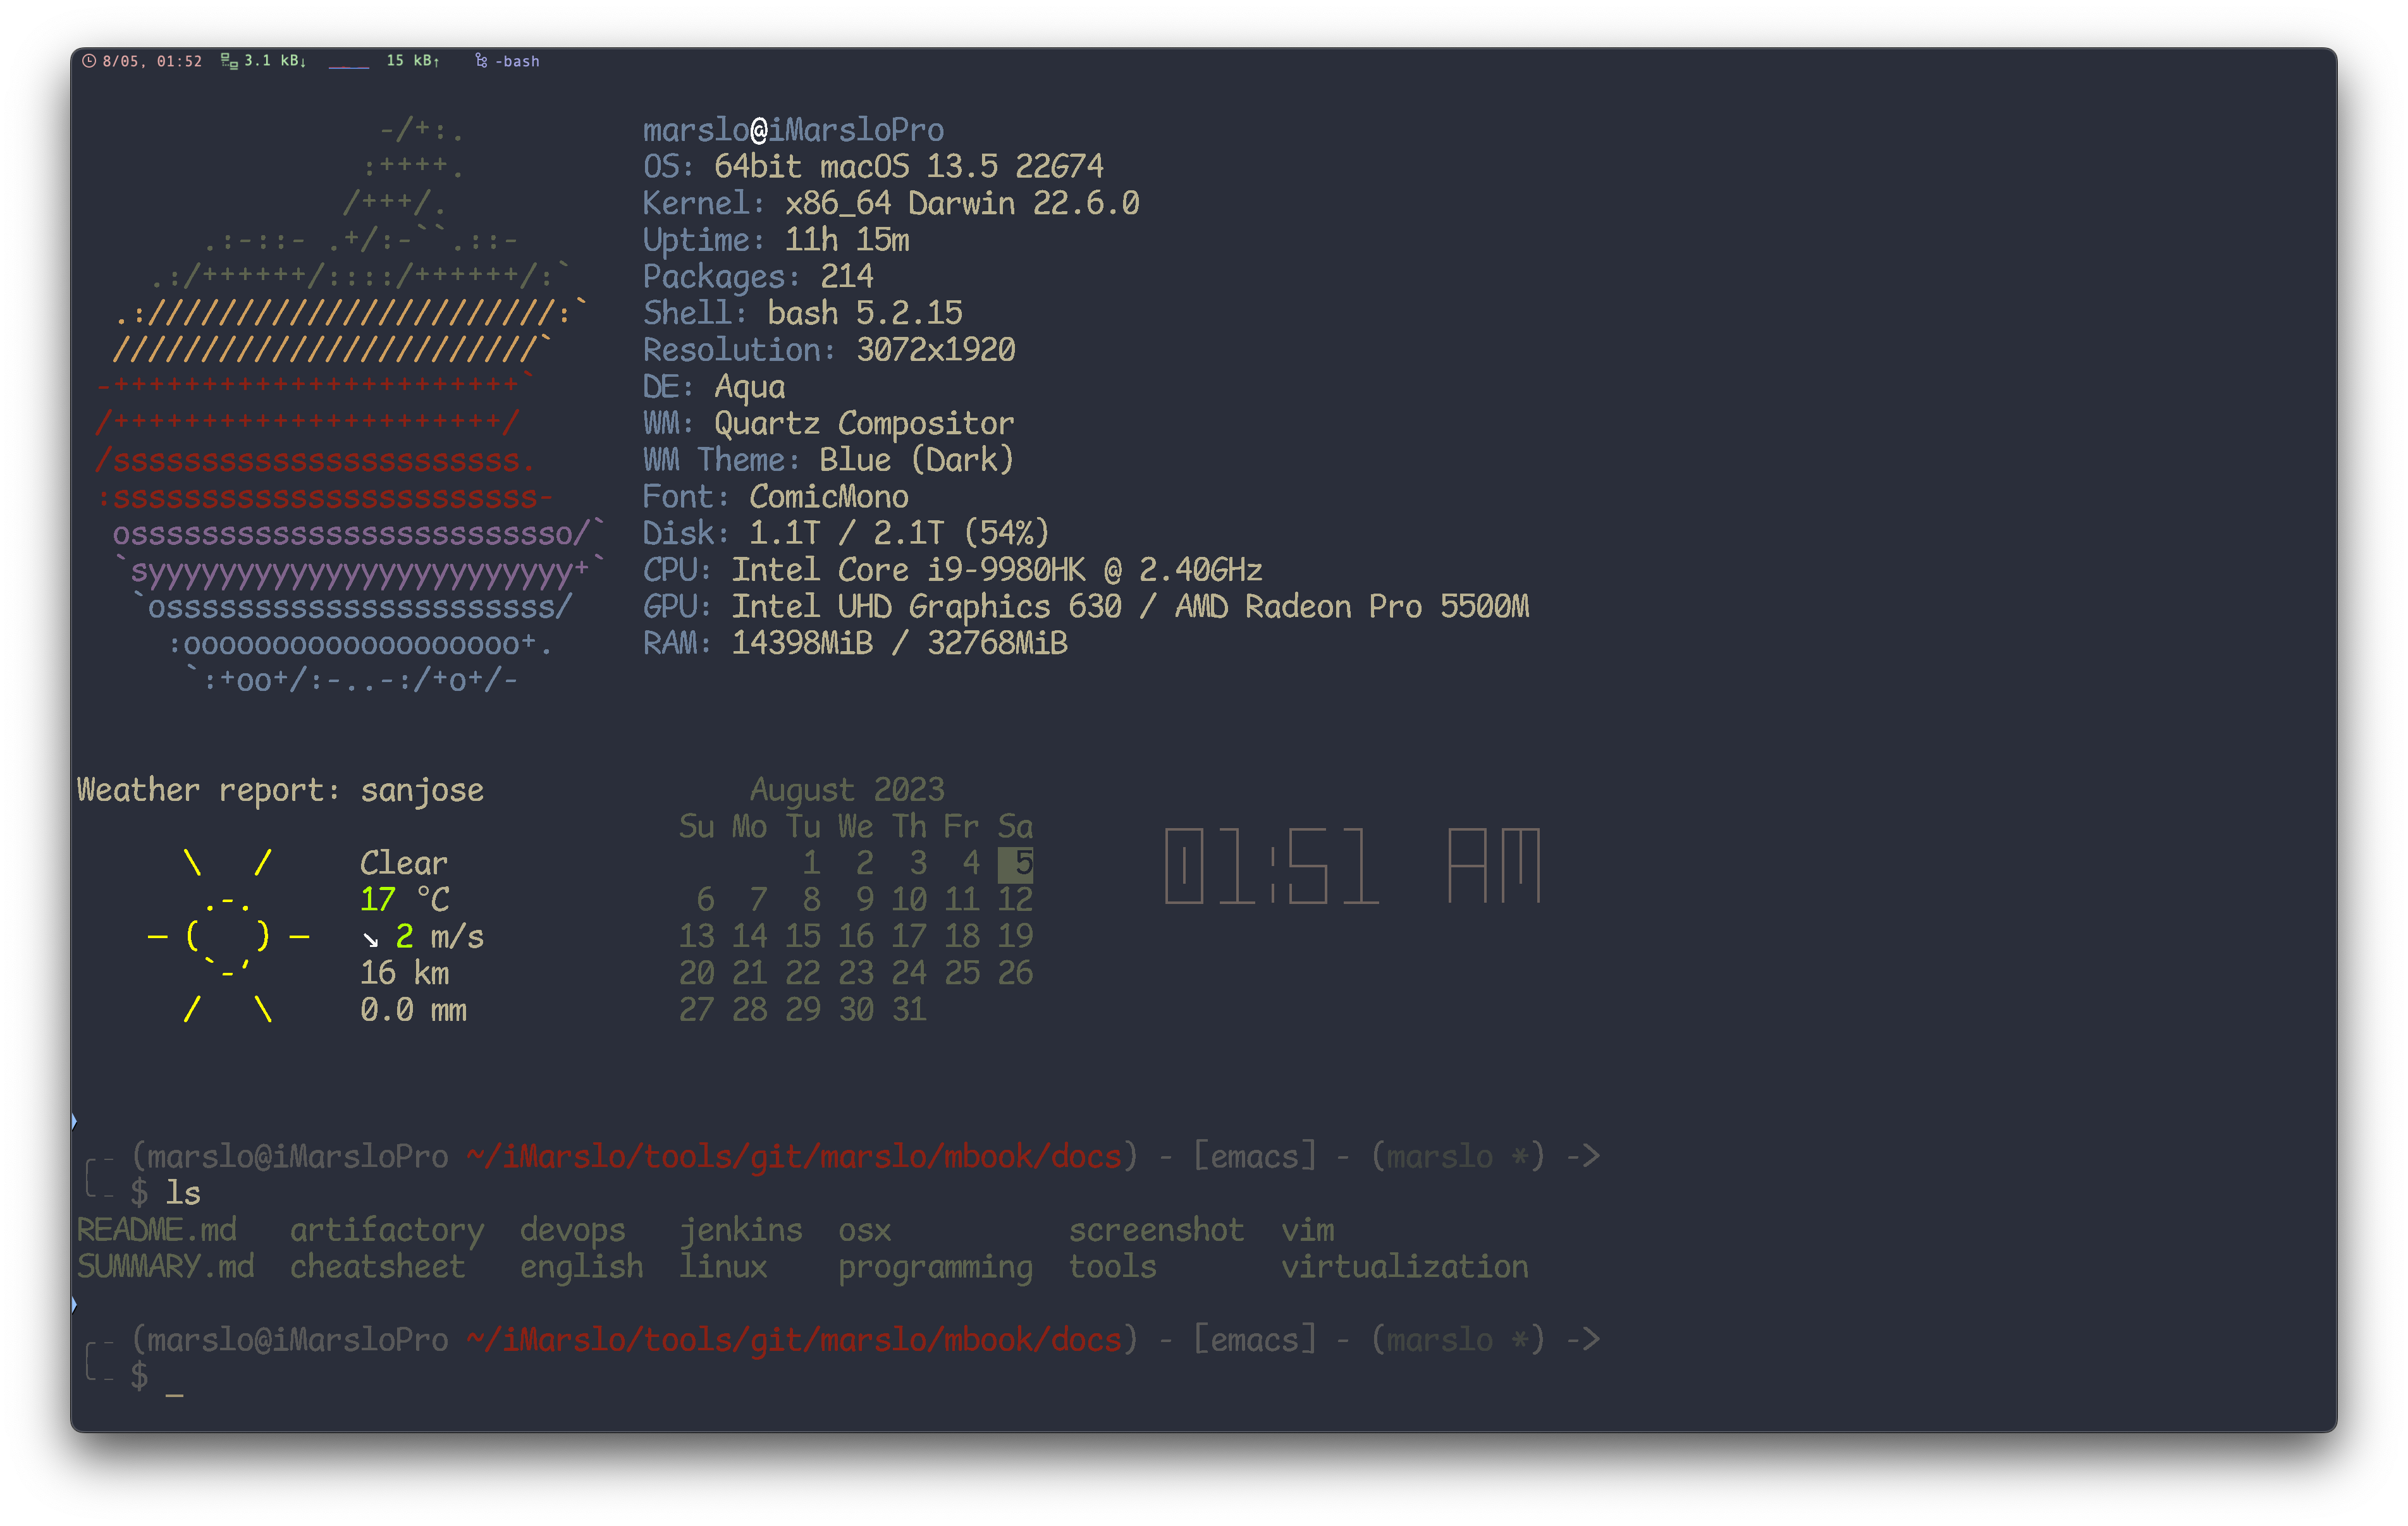 8/05, 01:52 3.1 kB↓ 15 kB↑ -bash
marslo@iMarsloPro
OS: 64bit macOS 13.5 22G74
Kernel: x86_64 Darwin 22.6.0
Uptime: 11h 15m
Packages: 214
Shell: bash 5.2.15
Resolution: 3072x1920
DE: Aqua
WM: Quartz Compositor
WM Theme: Blue (Dark)
Font: ComicMono
Disk: 1.1T / 2.1T (54%)
CPU: Intel Core i9-9980HK @ 2.40GHz
GPU: Intel UHD Graphics 630 / AMD Radeon Pro 5500M
RAM: 14398MiB / 32768MiB
Weather report: sanjose
Clear
17 °C
↘ 2 m/s
16 km
0.0 mm
August 2023
Su Mo Tu We Th Fr Sa
1 2 3 4 5
6 7 8 9 10 11 12
13 14 15 16 17 18 19
20 21 22 23 24 25 26
27 28 29 30 31
01:51 AM
(marslo@iMarsloPro ~/iMarslo/tools/git/marslo/mbook/docs) - [emacs] - (marslo *) ->
$ ls
README.md artifactory devops jenkins osx screenshot vim
SUMMARY.md cheatsheet english linux programming tools virtualization
(marslo@iMarsloPro ~/iMarslo/tools/git/marslo/mbook/docs) - [emacs] - (marslo *) ->
$ _